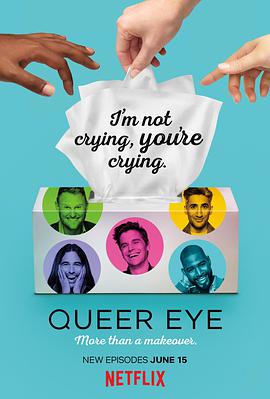 I'm not
crying, you're
crying.
QUEER EYE
More than a makeover.
NEW EPISODES JUNE 15
NETFLIX